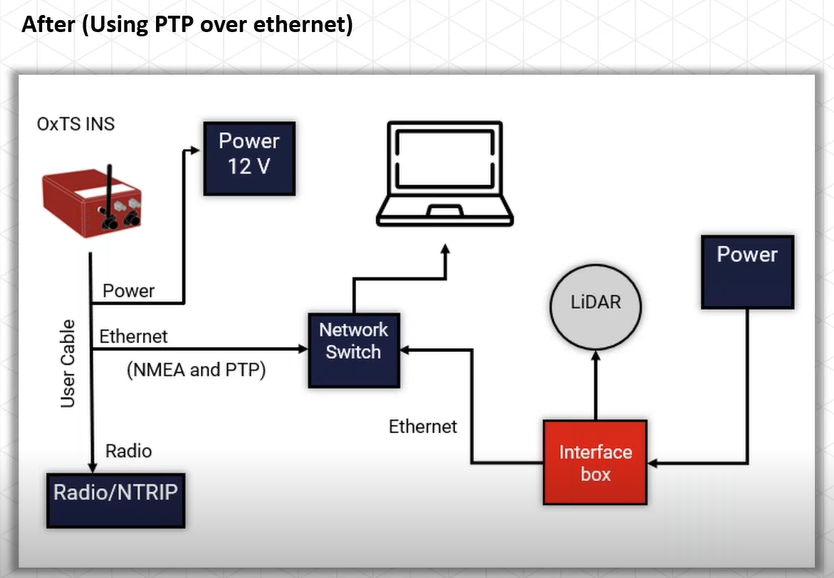 After (Using PTP over ethernet)
OxTS INS
Power
12 V
Power
Power
LiDAR
Network
Switch
Ethernet
(NMEA and PTP)
User Cable
Ethernet
Interface
box
Radio
Radio/NTRIP